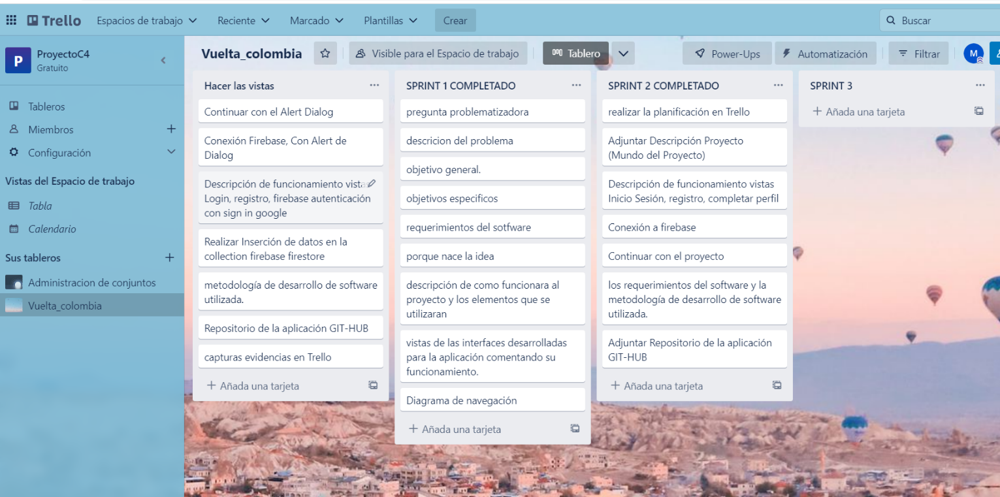 Trello
Espacios de trabajo
Reciente
Marcado
Plantillas
Crear
Buscar
P
ProyectoC4
Gratuito
Tableros
Miembros
Configuración
Vistas del Espacio de trabajo
Tabla
Calendario
Sus tableros
Administracion de conjuntos
Vuelta_colombia
Vuelta_colombia
Visible para el Espacio de trabajo
Tablero
Power-Ups
Automatización
Filtrar
M
Hacer las vistas
Continuar con el Alert Dialog
Conexión Firebase, Con Alert de
Dialog
Descripción de funcionamiento vistas
Login, registro, firebase autenticación
con sign in google
Realizar Inserción de datos en la
collection firebase firestore
metodología de desarrollo de software
utilizada.
Repositorio de la aplicación GIT-HUB
capturas evidencias en Trello
Añada una tarjeta
SPRINT 1 COMPLETADO
pregunta problematizadora
descricion del problema
objetivo general.
objetivos especificos
requerimientos del sotfware
porque nace la idea
descripción de como funcionara al
proyecto y los elementos que se
utilizaran
vistas de las interfaces desarrolladas
para la aplicación comentando su
funcionamiento.
Diagrama de navegación
Añada una tarjeta
SPRINT 2 COMPLETADO
realizar la planificación en Trello
Adjuntar Descripción Proyecto
(Mundo del Proyecto)
Descripción de funcionamiento vistas
Inicio Sesión, registro, completar perfil
Conexión a firebase
Continuar con el proyecto
los requerimientos del software y la
metodología de desarrollo de software
utilizada.
Adjuntar Repositorio de la aplicación
GIT-HUB
Añada una tarjeta
SPRINT 3
Añada una tarjeta